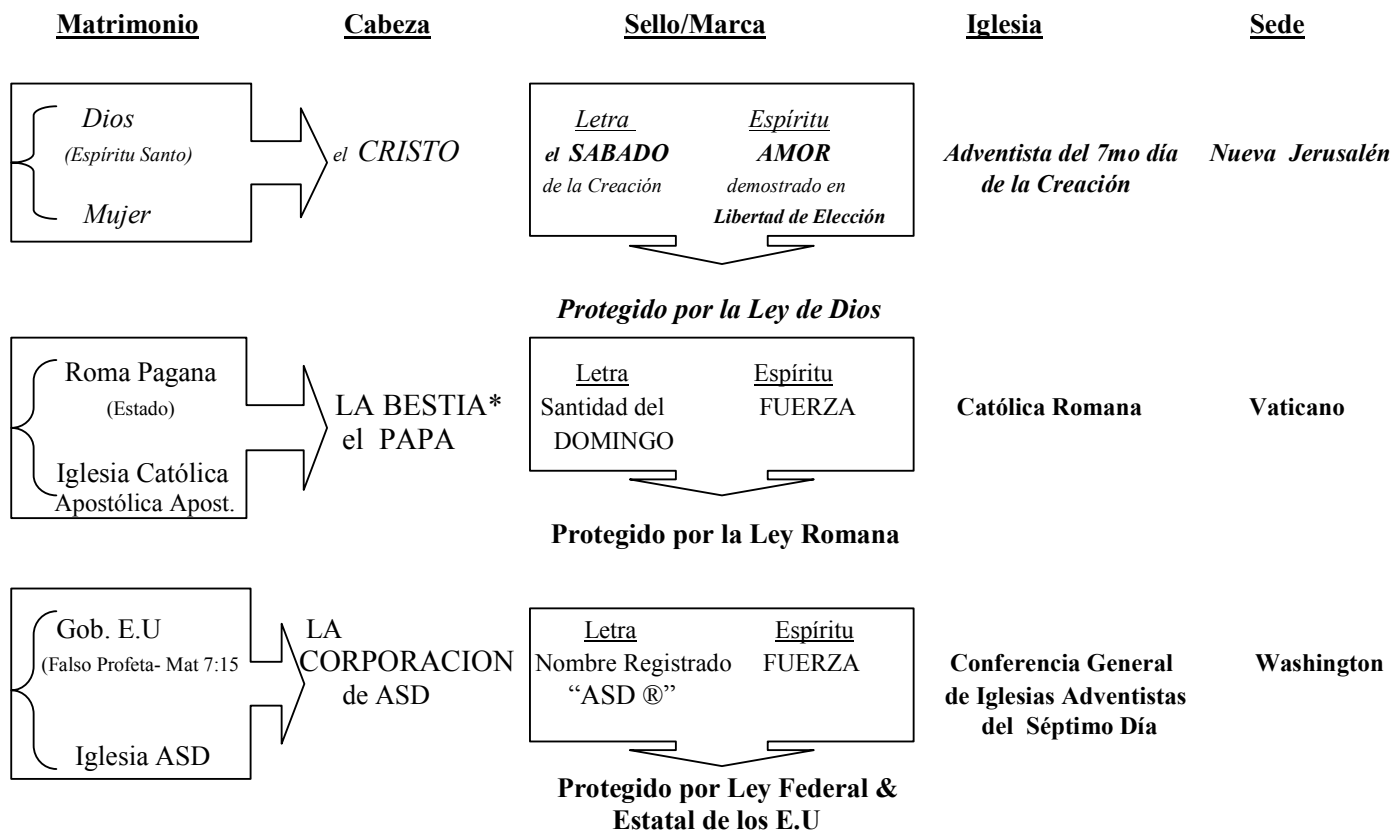 Matrimonio Cabeza Sello/Marca Iglesia Sede
Dios
(Espíritu Santo)
Mujer
el CRISTO
Letra Espíritu
el SABADO AMOR
de la Creación demostrado en
Libertad de Elección
Adventista del 7mo día
de la Creación
Nueva Jerusalén
Protegido por la Ley de Dios
Roma Pagana
(Estado)
Iglesia Católica
Apostólica Apost.
LA BESTIA*
el PAPA
Letra Espíritu
Santidad del FUERZA
DOMINGO
Católica Romana
Vaticano
Protegido por la Ley Romana
Gob. E.U
(Falso Profeta- Mat 7:15
Iglesia ASD
LA
CORPORACION
de ASD
Letra Espíritu
Nombre Registrado FUERZA
“ASD ®”
Conferencia General
de Iglesias Adventistas
del Séptimo Día
Washington
Protegido por Ley Federal &
Estatal de los E.U